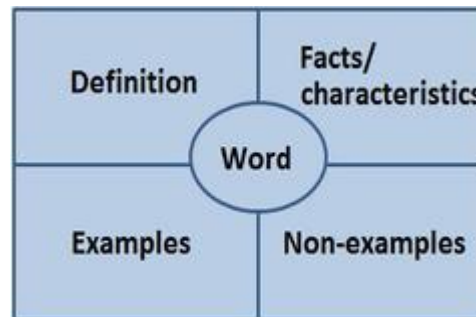 Definition
Facts/
characteristics
Word
Examples
Non-examples